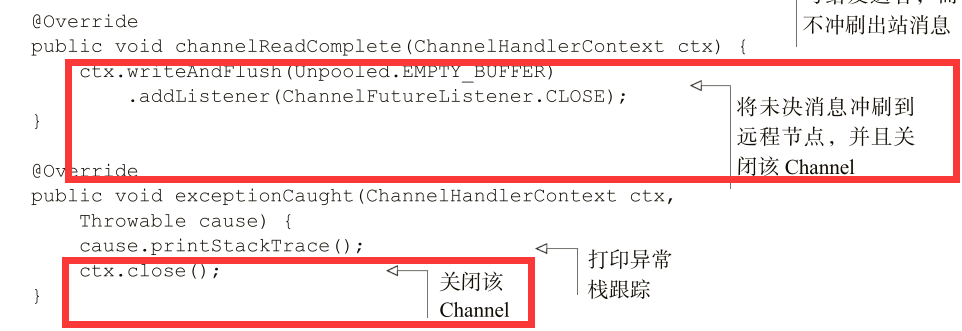 不冲刷出站消息
@Override
public void channelReadComplete(ChannelHandlerContext ctx) {
    ctx.writeAndFlush(Unpooled.EMPTY_BUFFER)
        .addListener(ChannelFutureListener.CLOSE);
}
将未决消息冲刷到
远程节点，并且关
闭该 Channel
@Override
public void exceptionCaught(ChannelHandlerContext ctx,
    Throwable cause) {
    cause.printStackTrace();
    ctx.close();
}
打印异常
栈跟踪
关闭该
Channel